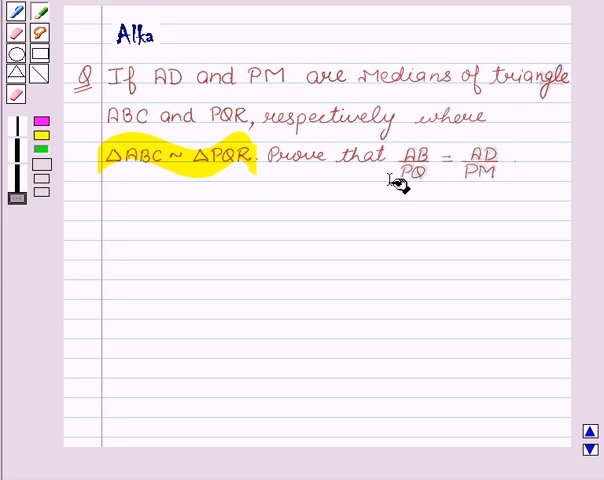 Alka
Q If AD and PM are Medians of triangle
ABC and PQR, respectively where
△ABC ~ △PQR. Prove that AB/PQ = AD/PM .